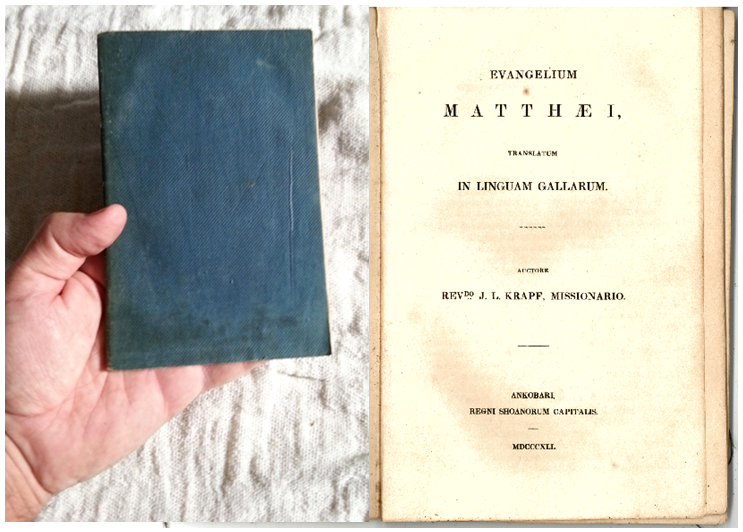 EVANGELIUM
MATTHÆI,
TRANSLATUM
IN LINGUAM GALLARUM.
AUCTORE
REVDO J. L. KRAPF, MISSIONARIO.
ANKOBARI,
REGNI SHOANORUM CAPITALIS.
MDCCCXLI.